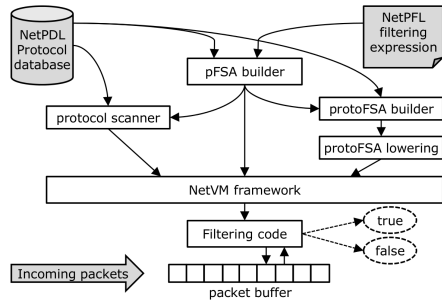 NetPDL
Protocol
database
NetPFL
filtering
expression
pFSA builder
protocol scanner
protoFSA builder
protoFSA lowering
NetVM framework
Filtering code
true
false
Incoming packets
packet buffer